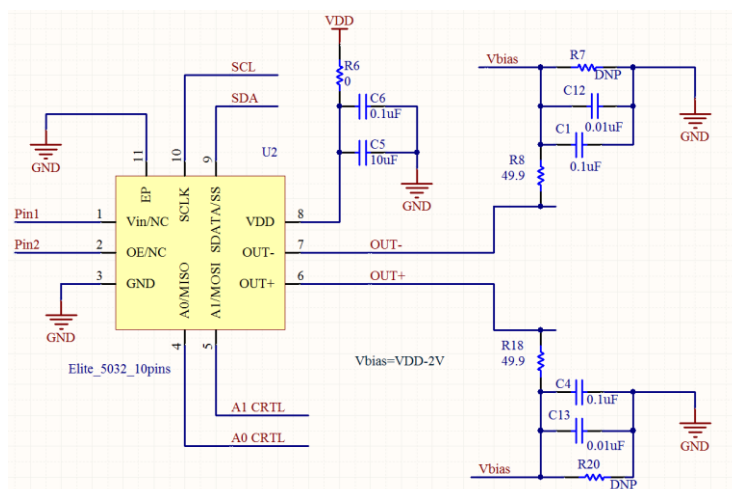 VDD
Vbias
R7
DNP
SCL
R6
0
C12
SDA
C6
0.1uF
0.01uF
C1
GND
U2
C5
10uF
0.1uF
R8
49.9
GND
11
10
9
GND
EP
SCLK
SDATA/SS
Pin1
1
Vin/NC
VDD
8
Pin2
2
OE/NC
OUT-
7
OUT-
3
GND
A0/MISO
A1/MOSI
OUT+
6
OUT+
GND
4
5
R18
49.9
Elite_5032_10pins
Vbias=VDD-2V
C4
0.1uF
A1 CRTL
C13
0.01uF
GND
A0 CRTL
Vbias
R20
DNP